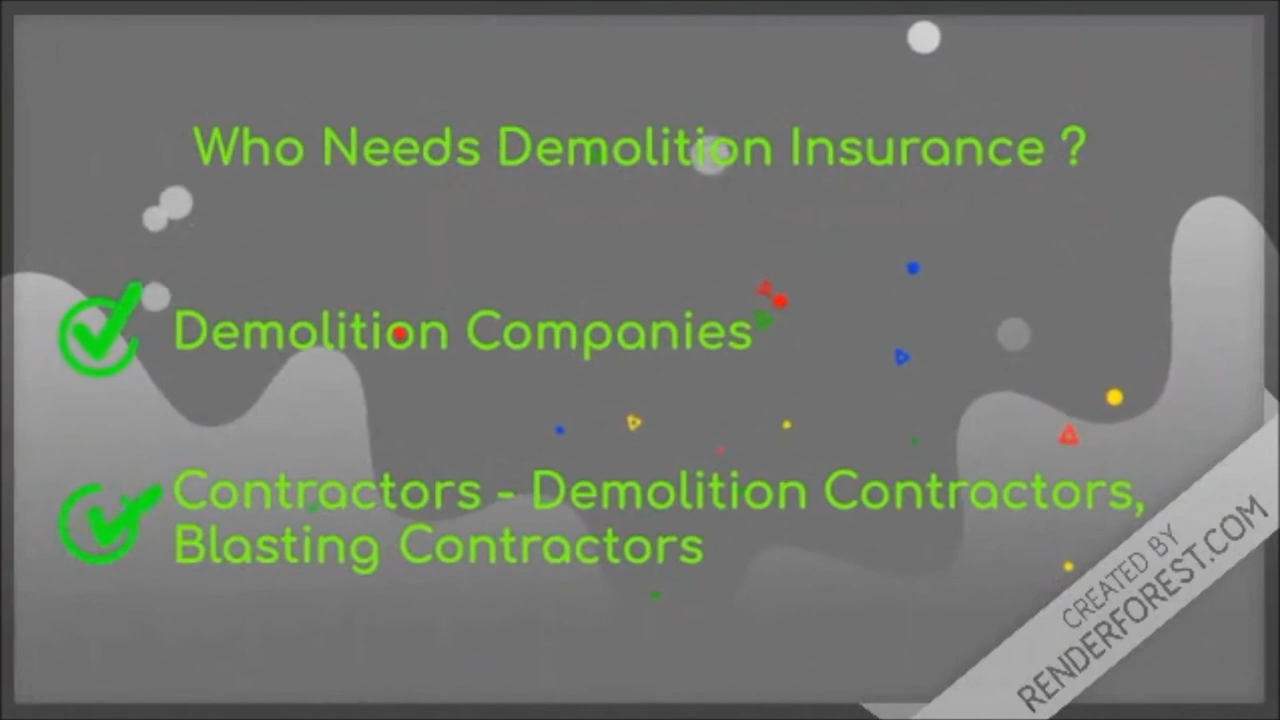 Who Needs Demolition Insurance ?
Demolition Companies
Contractors - Demolition Contractors,
Blasting Contractors
CREATED BY
RENDERFOREST.COM